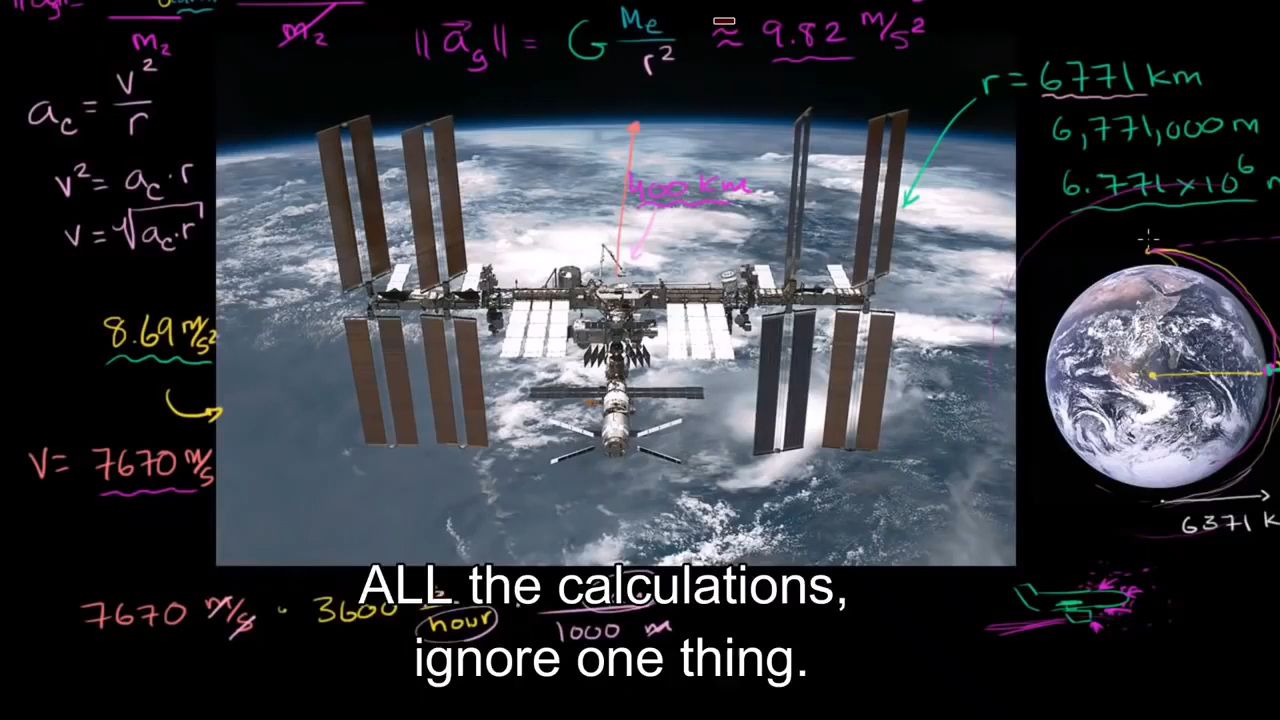 m₂
m₂
‖a⃗g‖ = G Me/r² ≈ 9.82 m/s²
ac = v²/r
v² = ac·r
v = √ac·r
8.69 m/s²
v = 7670 m/s
r = 6771 km
6,771,000 m
6.771 × 10⁶
400 km
6371 k
7670 m/s · 3600 hour
1000 m
ALL the calculations,
ignore one thing.